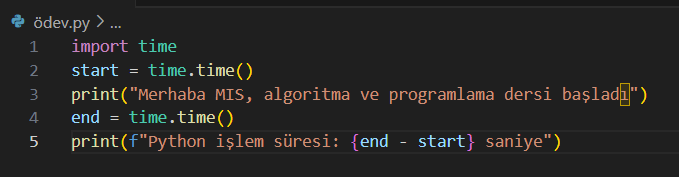 ödev.py > ...
1 import time
2 start = time.time()
3 print("Merhaba MIS, algoritma ve programlama dersi başladı")
4 end = time.time()
5 print(f"Python işlem süresi: {end - start} saniye")